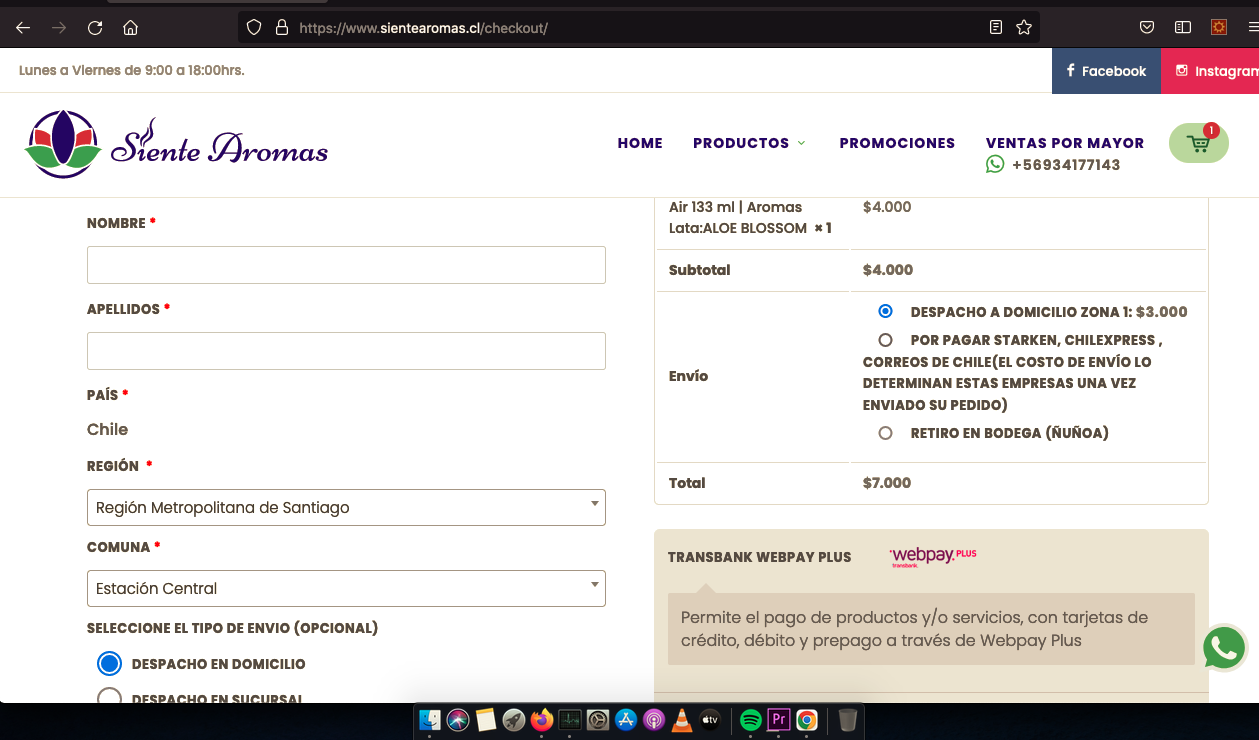 https://www.sientearomas.cl/checkout/
Lunes a Viernes de 9:00 a 18:00hrs.
Facebook
Instagram
Siente Aromas
HOME
PRODUCTOS
PROMOCIONES
VENTAS POR MAYOR
+56934177143
1
NOMBRE *
APELLIDOS *
PAÍS *
Chile
REGIÓN *
Región Metropolitana de Santiago
COMUNA *
Estación Central
SELECCIONE EL TIPO DE ENVIO (OPCIONAL)
DESPACHO EN DOMICILIO
DESPACHO EN SUCURSAL
Air 133 ml | Aromas $4.000
Lata:ALOE BLOSSOM × 1
Subtotal $4.000
Envío
DESPACHO A DOMICILIO ZONA 1: $3.000
POR PAGAR STARKEN, CHILEXPRESS ,
CORREOS DE CHILE(EL COSTO DE ENVÍO LO
DETERMINAN ESTAS EMPRESAS UNA VEZ
ENVIADO SU PEDIDO)
RETIRO EN BODEGA (ÑUÑOA)
Total $7.000
TRANSBANK WEBPAY PLUS
webpay.PLUS
transbank.
Permite el pago de productos y/o servicios, con tarjetas de
crédito, débito y prepago a través de Webpay Plus
tv
Pr